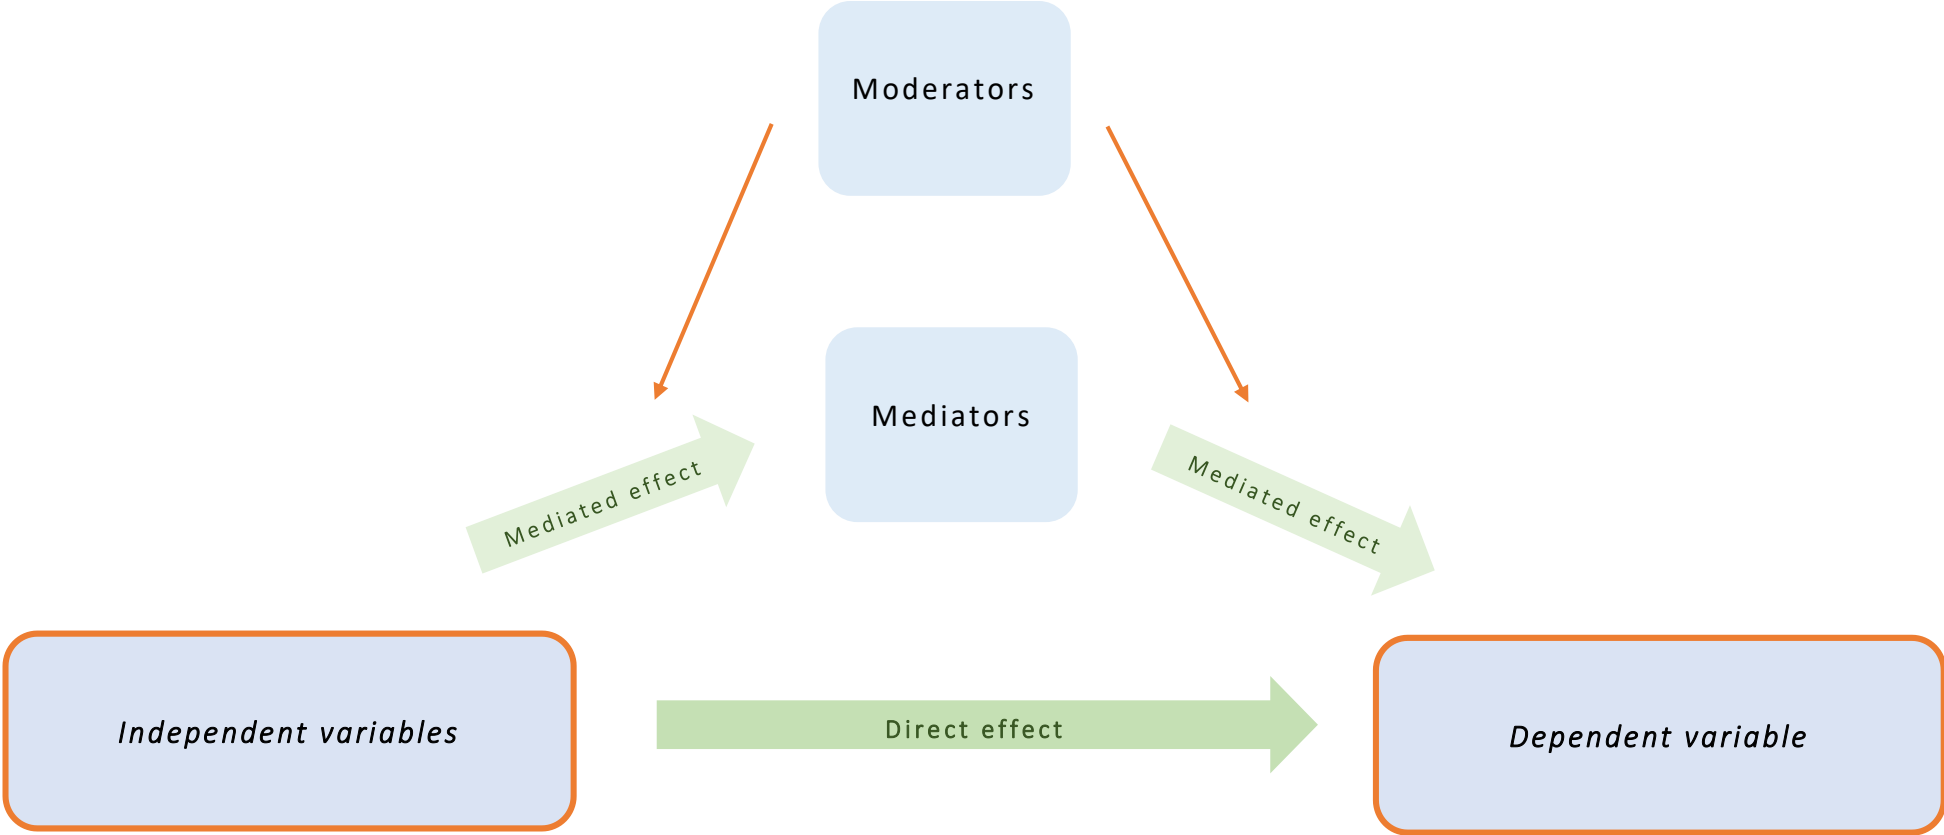 Moderators
Mediators
Mediated effect
Mediated effect
Independent variables
Direct effect
Dependent variable